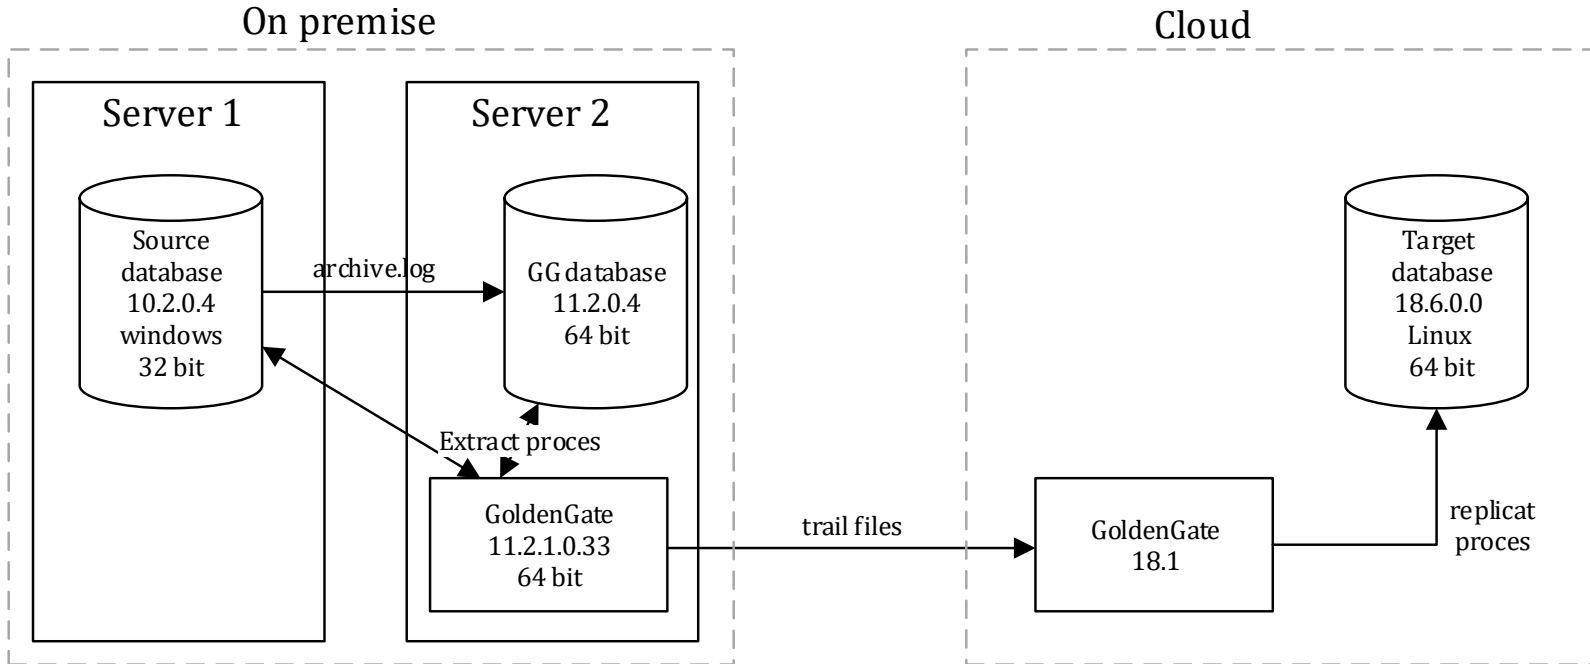 On premise
Cloud
Server 1
Server 2
Source
database
10.2.0.4
windows
32 bit
archive.log
GG database
11.2.0.4
64 bit
Target
database
18.6.0.0
Linux
64 bit
Extract proces
GoldenGate
11.2.1.0.33
64 bit
trail files
GoldenGate
18.1
replicat
proces